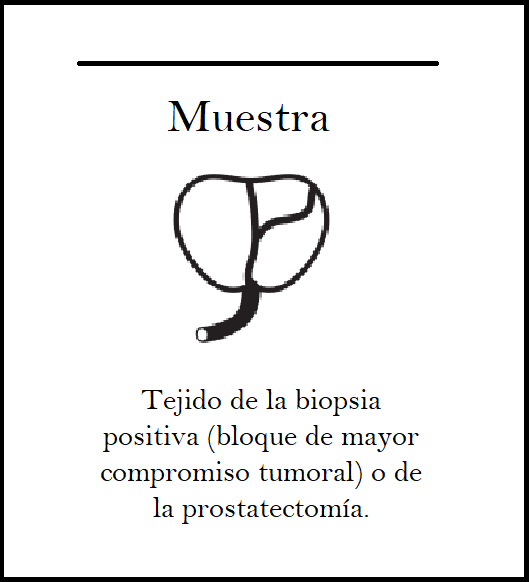 Muestra
Tejido de la biopsia
positiva (bloque de mayor
compromiso tumoral) o de
la prostatectomía.